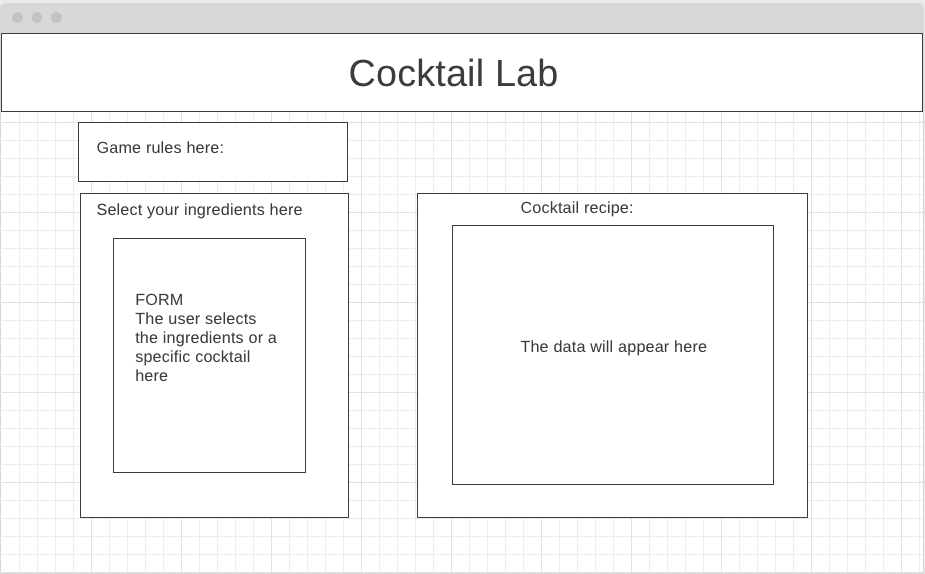 Cocktail Lab
Game rules here:
Select your ingredients here
FORM
The user selects
the ingredients or a
specific cocktail
here
Cocktail recipe:
The data will appear here